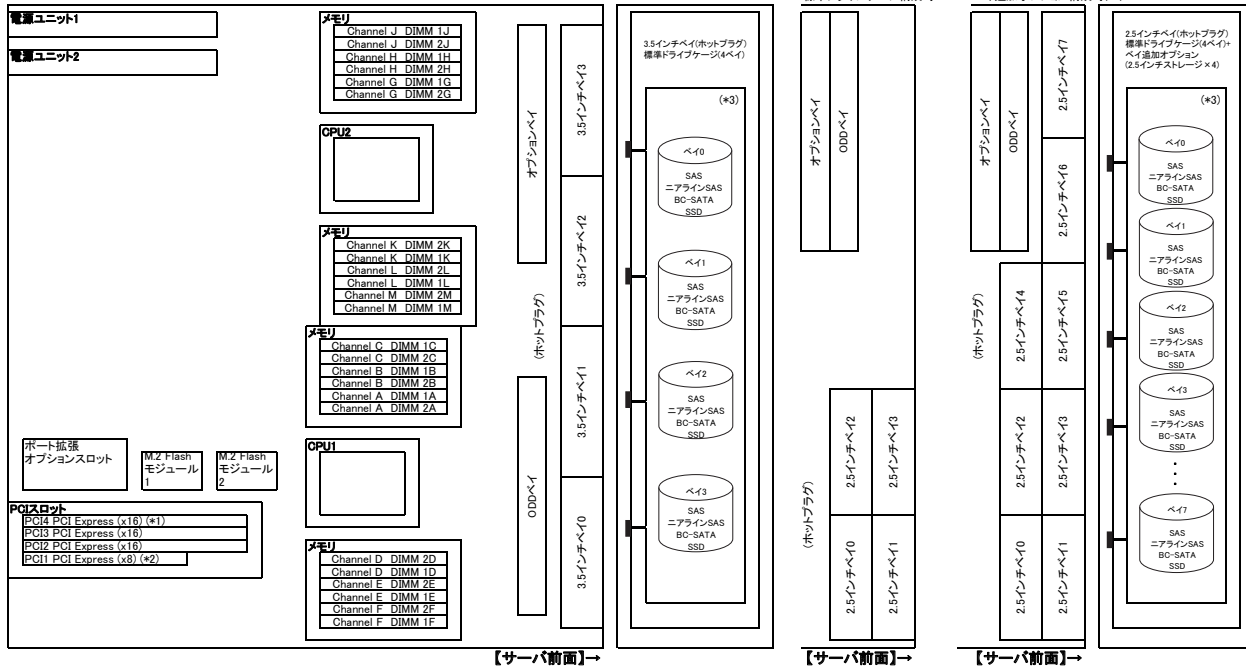 電源ユニット1
電源ユニット2
メモリ
Channel J DIMM 1J
Channel J DIMM 2J
Channel H DIMM 1H
Channel H DIMM 2H
Channel G DIMM 1G
Channel G DIMM 2G
CPU2
メモリ
Channel K DIMM 2K
Channel K DIMM 1K
Channel L DIMM 2L
Channel L DIMM 1L
Channel M DIMM 2M
Channel M DIMM 1M
メモリ
Channel C DIMM 1C
Channel C DIMM 2C
Channel B DIMM 1B
Channel B DIMM 2B
Channel A DIMM 1A
Channel A DIMM 2A
CPU1
ポート拡張
オプションスロット
M.2 Flash
モジュール
1
M.2 Flash
モジュール
2
PCIスロット
PCI4 PCI Express (x16) (*1)
PCI3 PCI Express (x16)
PCI2 PCI Express (x16)
PCI1 PCI Express (x8) (*2)
メモリ
Channel D DIMM 2D
Channel D DIMM 1D
Channel E DIMM 2E
Channel E DIMM 1E
Channel F DIMM 2F
Channel F DIMM 1F
オプションベイ
(ホットプラグ)
ODDベイ
3.5インチベイ3
3.5インチベイ2
3.5インチベイ1
3.5インチベイ0
【サーバ前面】→
3.5インチベイ(ホットプラグ)
標準ドライブケージ(4ベイ)
(*3)
ベイ0
SAS
ニアラインSAS
BC-SATA
SSD
ベイ1
SAS
ニアラインSAS
BC-SATA
SSD
ベイ2
SAS
ニアラインSAS
BC-SATA
SSD
ベイ3
SAS
ニアラインSAS
BC-SATA
SSD
オプションベイ
ODDベイ
(ホットプラグ)
2.5インチベイ2
2.5インチベイ3
2.5インチベイ0
2.5インチベイ1
【サーバ前面】→
オプションベイ
ODDベイ
2.5インチベイ7
2.5インチベイ6
(ホットプラグ)
2.5インチベイ4
2.5インチベイ5
2.5インチベイ2
2.5インチベイ3
2.5インチベイ0
2.5インチベイ1
【サーバ前面】→
2.5インチベイ(ホットプラグ)
標準ドライブケージ(4ベイ)+
ベイ追加オプション
(2.5インチストレージ×4)
(*3)
ベイ0
SAS
ニアラインSAS
BC-SATA
SSD
ベイ1
SAS
ニアラインSAS
BC-SATA
SSD
ベイ2
SAS
ニアラインSAS
BC-SATA
SSD
ベイ3
SAS
ニアラインSAS
BC-SATA
SSD
ベイ7
SAS
ニアラインSAS
BC-SATA
SSD